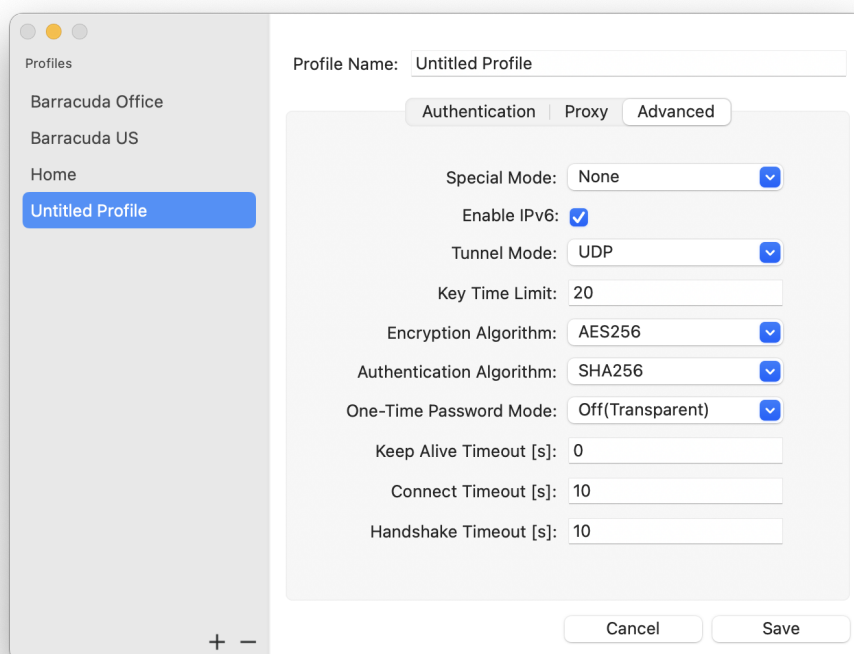 Profiles
Barracuda Office
Barracuda US
Home
Untitled Profile
Profile Name: Untitled Profile
Authentication Proxy Advanced
Special Mode: None
Enable IPv6:
Tunnel Mode: UDP
Key Time Limit: 20
Encryption Algorithm: AES256
Authentication Algorithm: SHA256
One-Time Password Mode: Off(Transparent)
Keep Alive Timeout [s]: 0
Connect Timeout [s]: 10
Handshake Timeout [s]: 10
Cancel Save